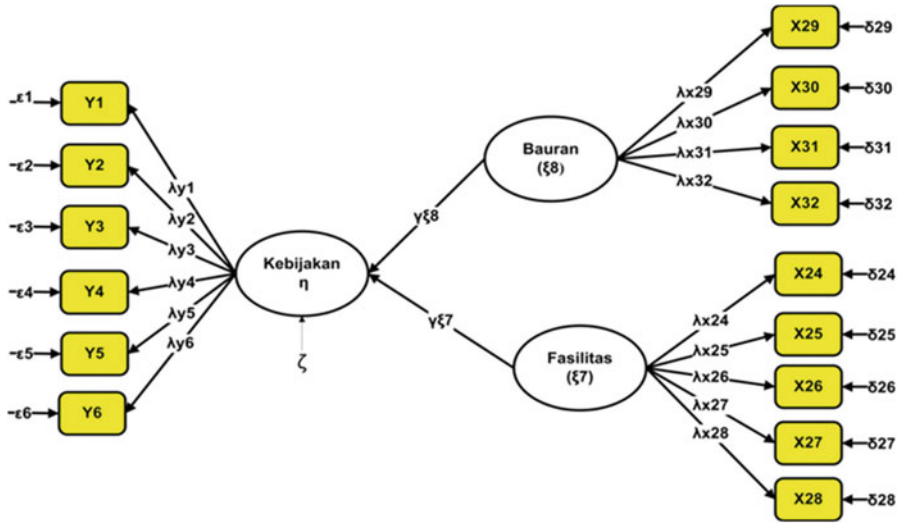 ε1
Y1
ε2
Y2
ε3
Y3
ε4
Y4
ε5
Y5
ε6
Y6
λy1
λy2
λy3
λy4
λy5
λy6
Kebijakan
η
ζ
γξ8
γξ7
Bauran
(ξ8)
Fasilitas
(ξ7)
λx29
λx30
λx31
λx32
λx24
λx25
λx26
λx27
λx28
X29
δ29
X30
δ30
X31
δ31
X32
δ32
X24
δ24
X25
δ25
X26
δ26
X27
δ27
X28
δ28